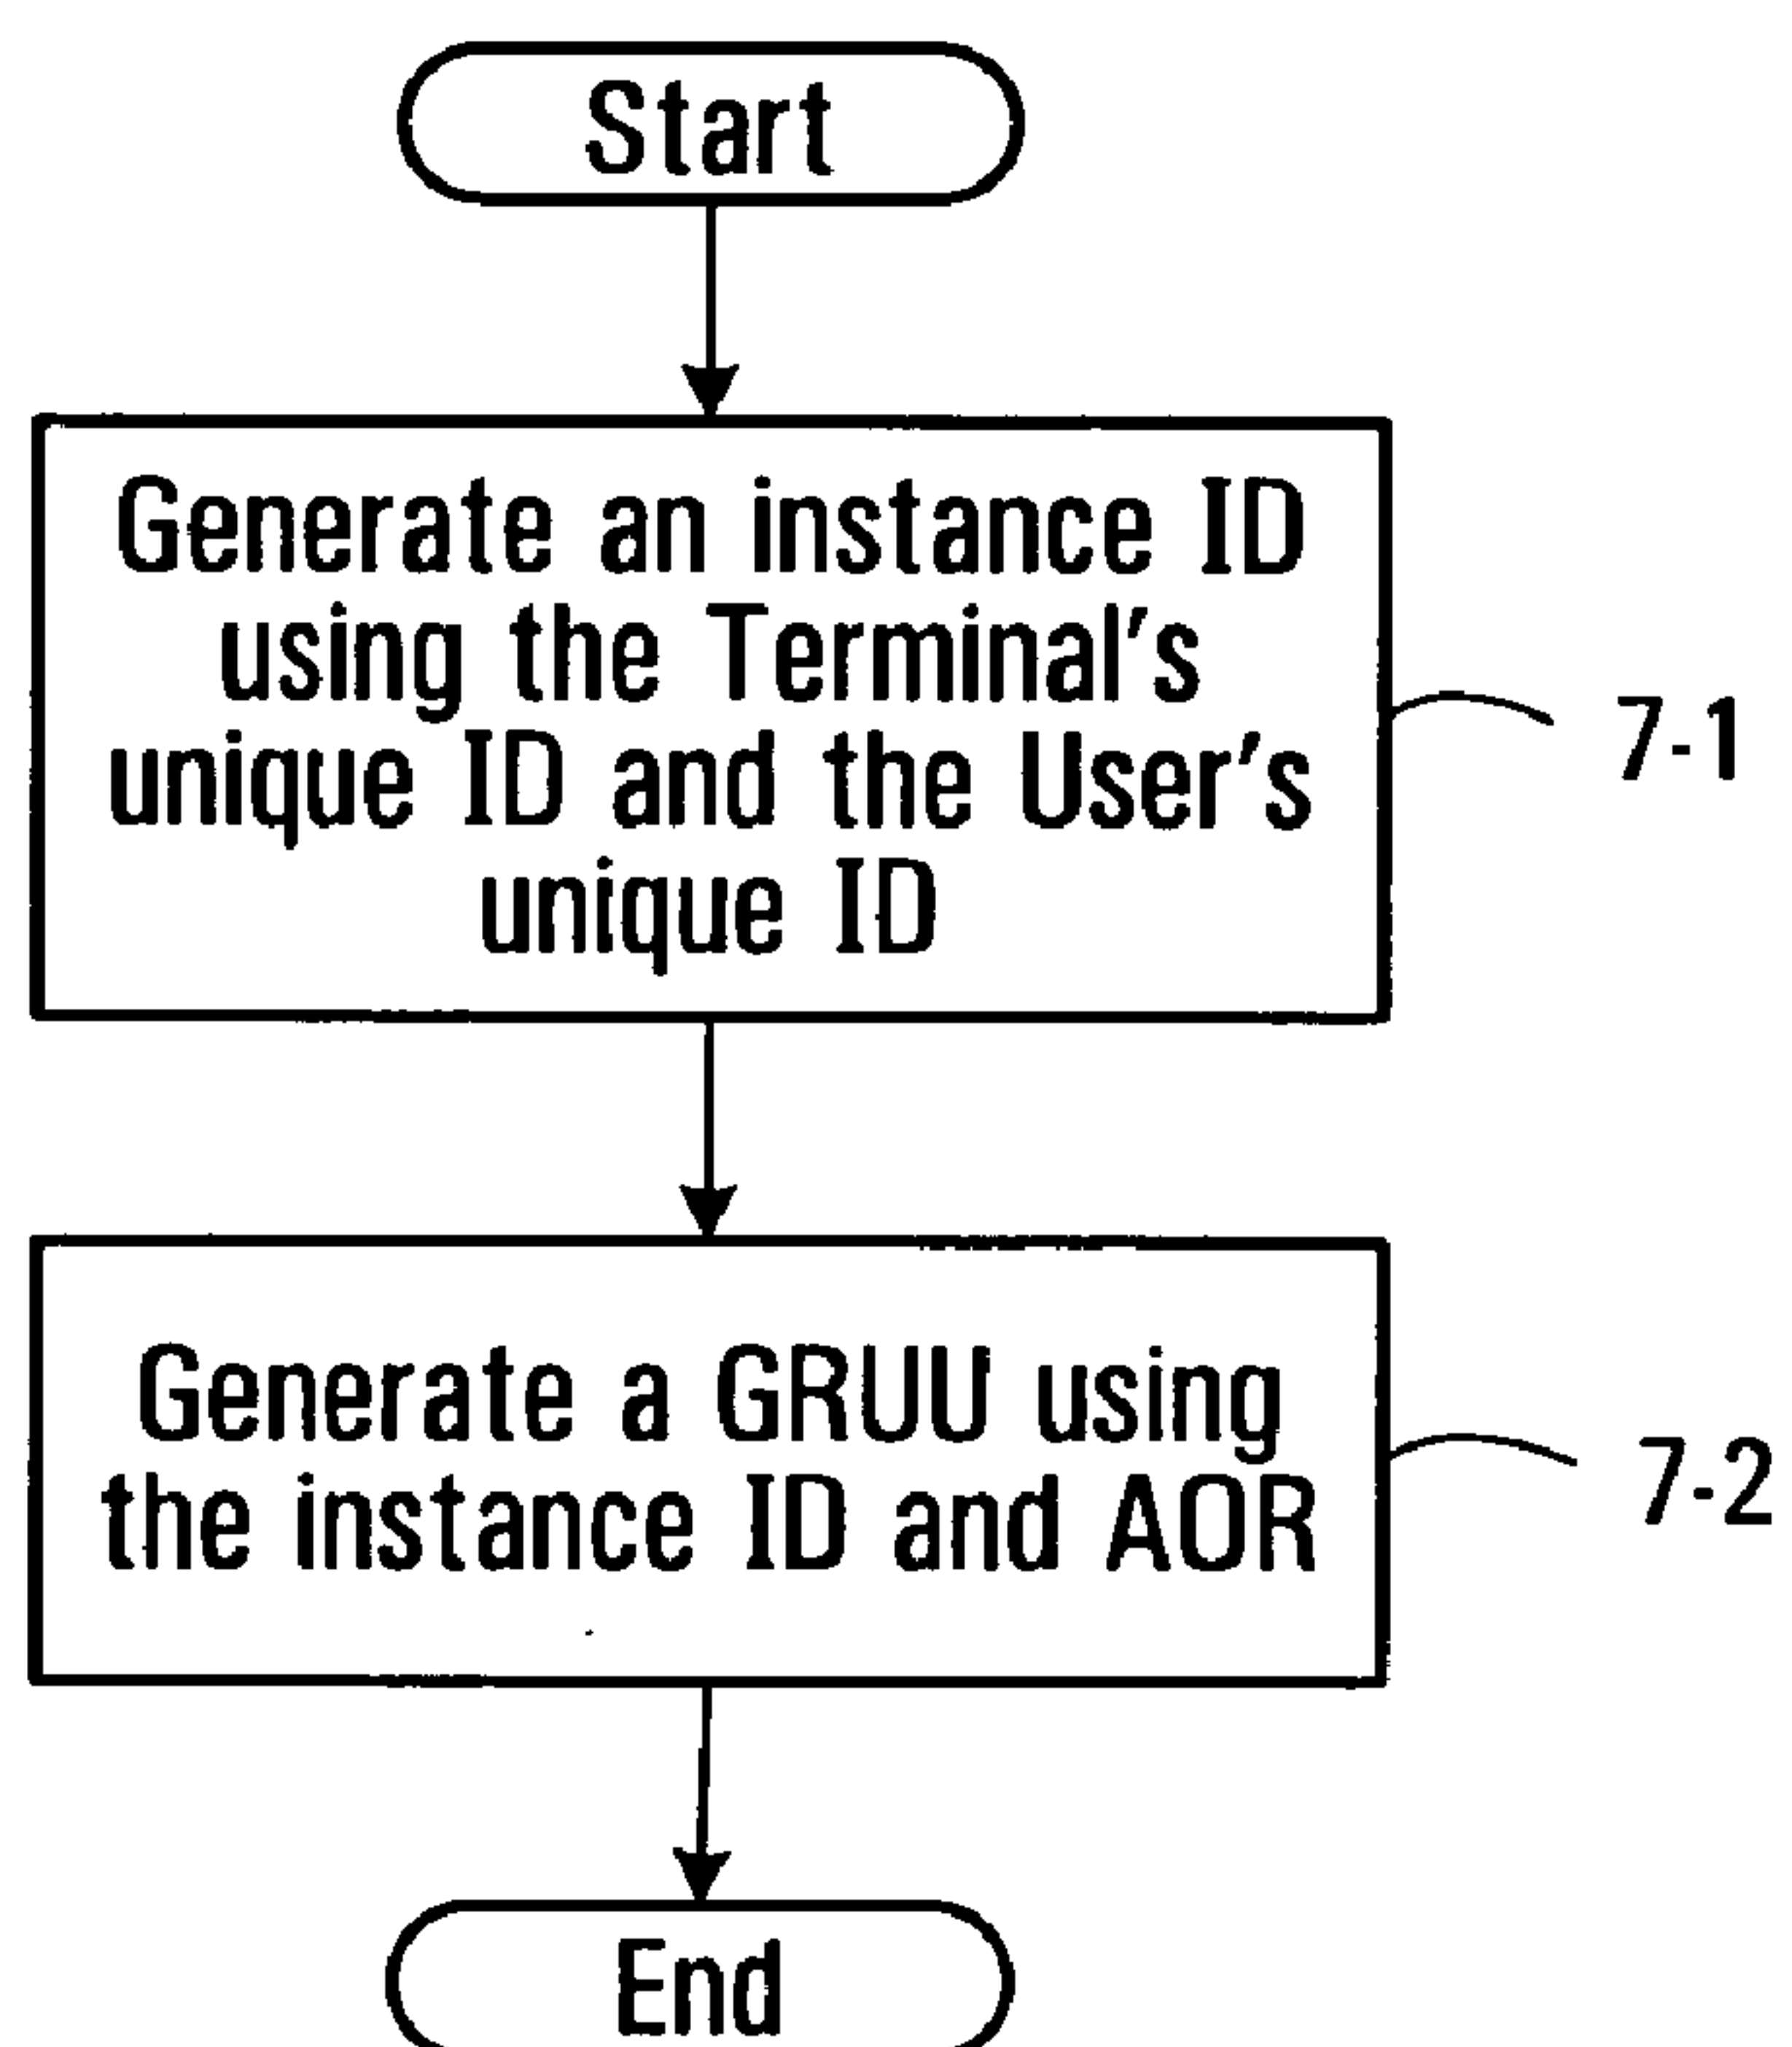 Start
Generate an instance ID
using the Terminal's
unique ID and the User's
unique ID
7-1
Generate a GRUU using
the instance ID and AOR
7-2
End